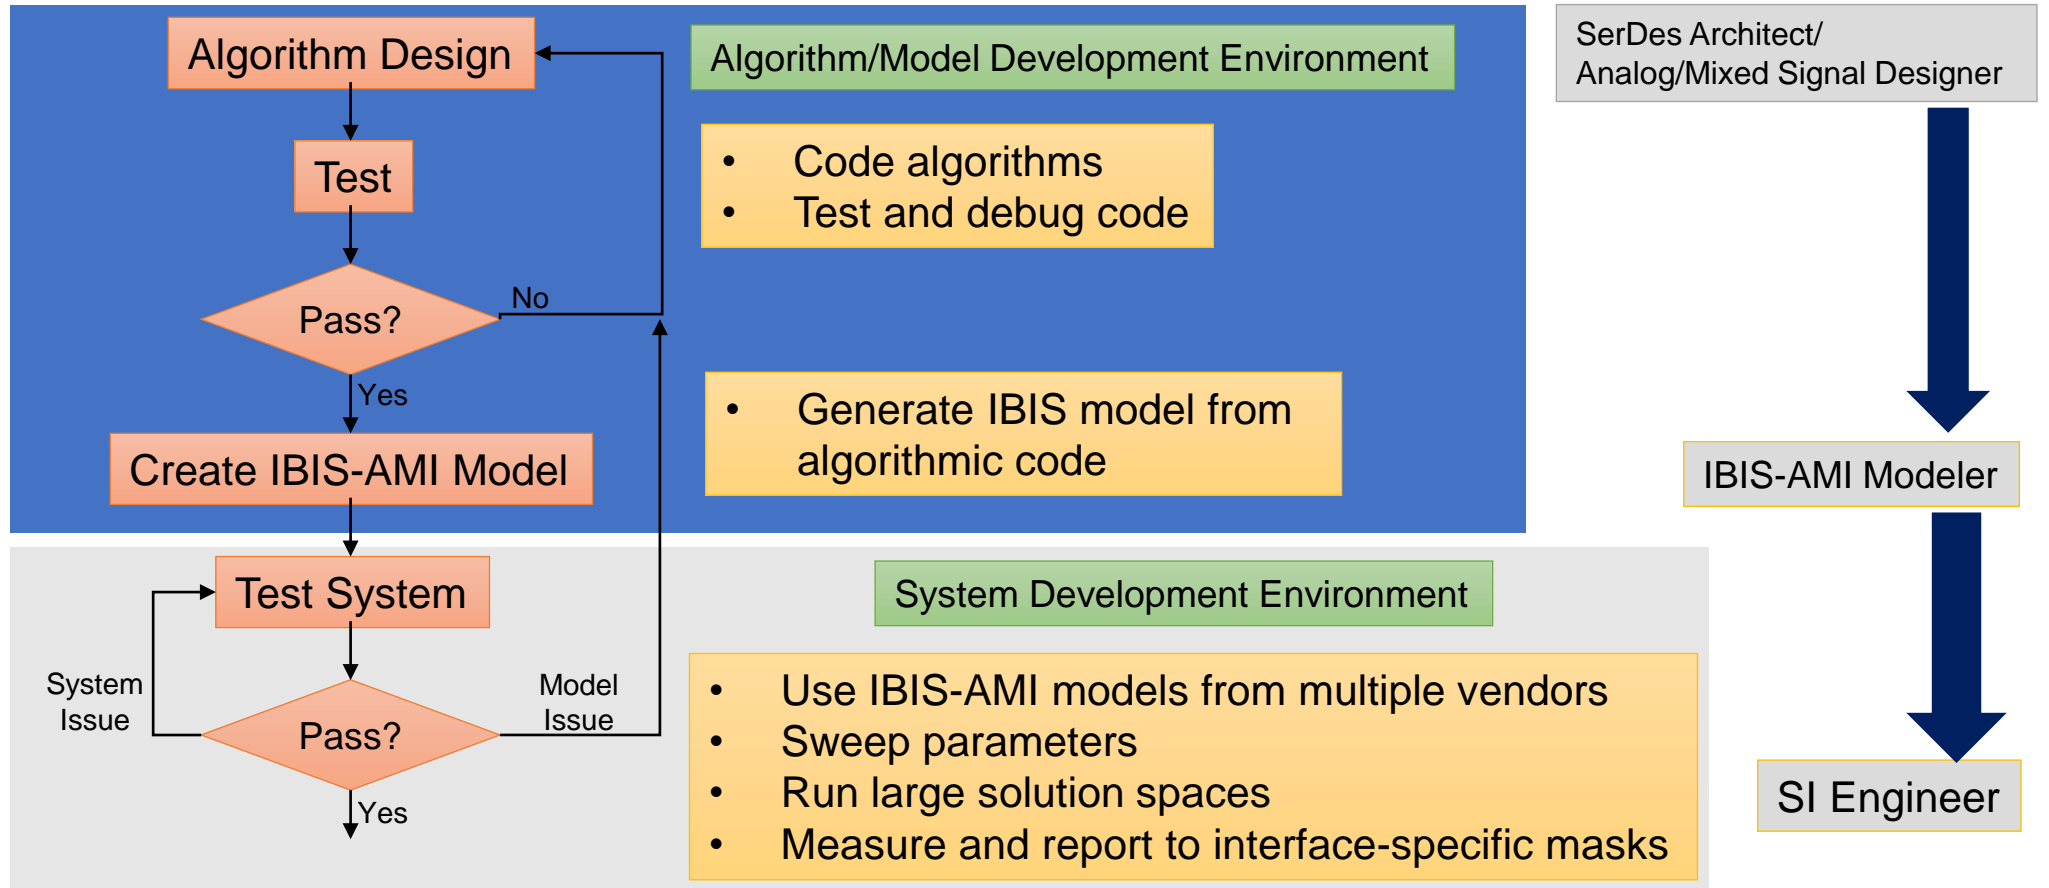 Algorithm Design
Algorithm/Model Development Environment
SerDes Architect/
Analog/Mixed Signal Designer
Test
• Code algorithms
• Test and debug code
Pass?
No
Yes
Create IBIS-AMI Model
• Generate IBIS model from
algorithmic code
IBIS-AMI Modeler
Test System
System Development Environment
System
Issue
Pass?
Model
Issue
Yes
• Use IBIS-AMI models from multiple vendors
• Sweep parameters
• Run large solution spaces
• Measure and report to interface-specific masks
SI Engineer